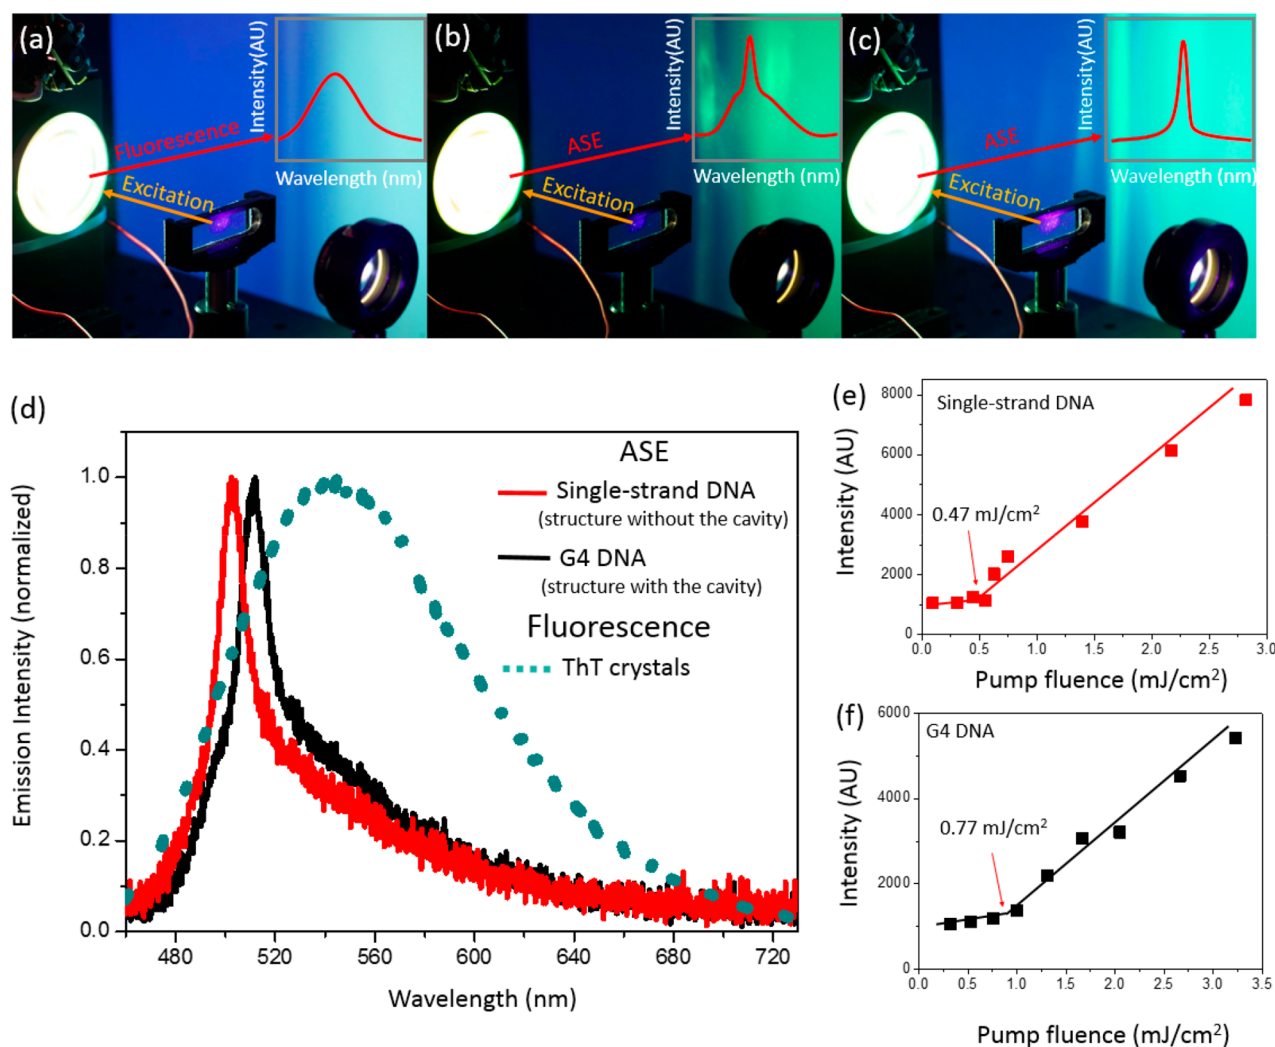 (a)
Intensity(AU)
Fluorescence
Excitation
Wavelength (nm)
(b)
Intensity(AU)
ASE
Excitation
Wavelength (nm)
(c)
Intensity(AU)
ASE
Excitation
Wavelength (nm)
(d)
Emission Intensity (normalized)
1.0
0.8
0.6
0.4
0.2
0.0
480 520 560 600 640 680 720
Wavelength (nm)
ASE
Single-strand DNA
(structure without the cavity)
G4 DNA
(structure with the cavity)
Fluorescence
ThT crystals
(e)
Intensity (AU)
8000
6000
4000
2000
0
Single-strand DNA
0.47 mJ/cm²
0.0 0.5 1.0 1.5 2.0 2.5 3.0
Pump fluence (mJ/cm²)
(f)
Intensity (AU)
6000
4000
2000
0
G4 DNA
0.77 mJ/cm²
0.0 0.5 1.0 1.5 2.0 2.5 3.0 3.5
Pump fluence (mJ/cm²)